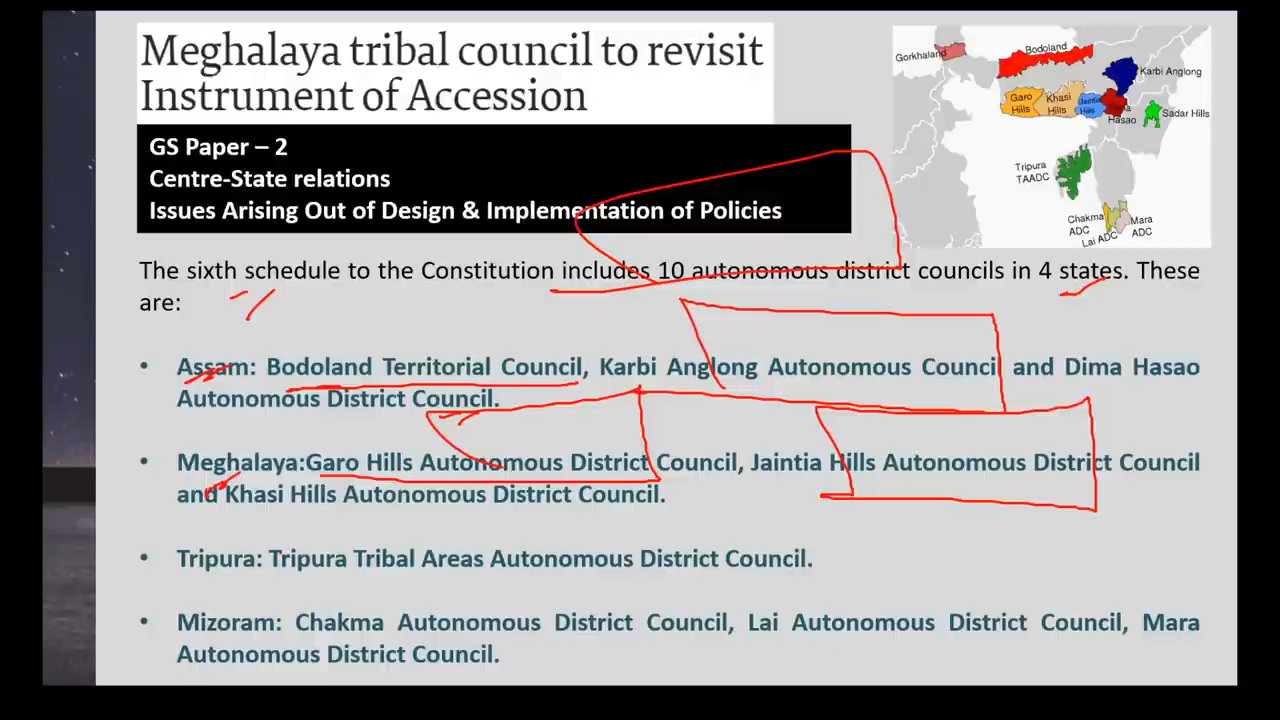 Meghalaya tribal council to revisit
Instrument of Accession
GS Paper – 2
Centre-State relations
Issues Arising Out of Design & Implementation of Policies
Gorkhaland
Bodoland
Karbi Anglong
Garo
Hills
Khasi
Hills
Jaintia
Hills
Hasao
Sadar Hills
Tripura
TAADC
Chakma
ADC
Lai ADC
Mara
ADC
The sixth schedule to the Constitution includes 10 autonomous district councils in 4 states. These
are:
• Assam: Bodoland Territorial Council, Karbi Anglong Autonomous Council and Dima Hasao
Autonomous District Council.
• Meghalaya:Garo Hills Autonomous District Council, Jaintia Hills Autonomous District Council
and Khasi Hills Autonomous District Council.
• Tripura: Tripura Tribal Areas Autonomous District Council.
• Mizoram: Chakma Autonomous District Council, Lai Autonomous District Council, Mara
Autonomous District Council.